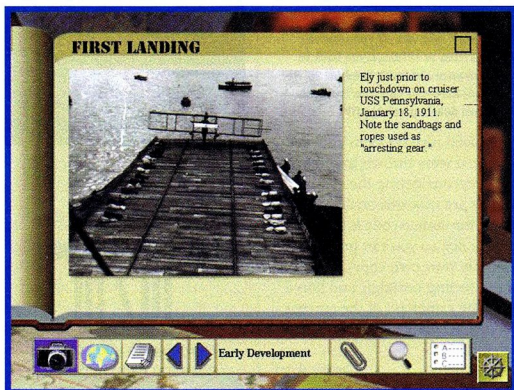 FIRST LANDING
Ely just prior to
touchdown on cruiser
USS Pennsylvania,
January 18, 1911.
Note the sandbags and
ropes used as
"arresting gear."
Early Development
A
B
C